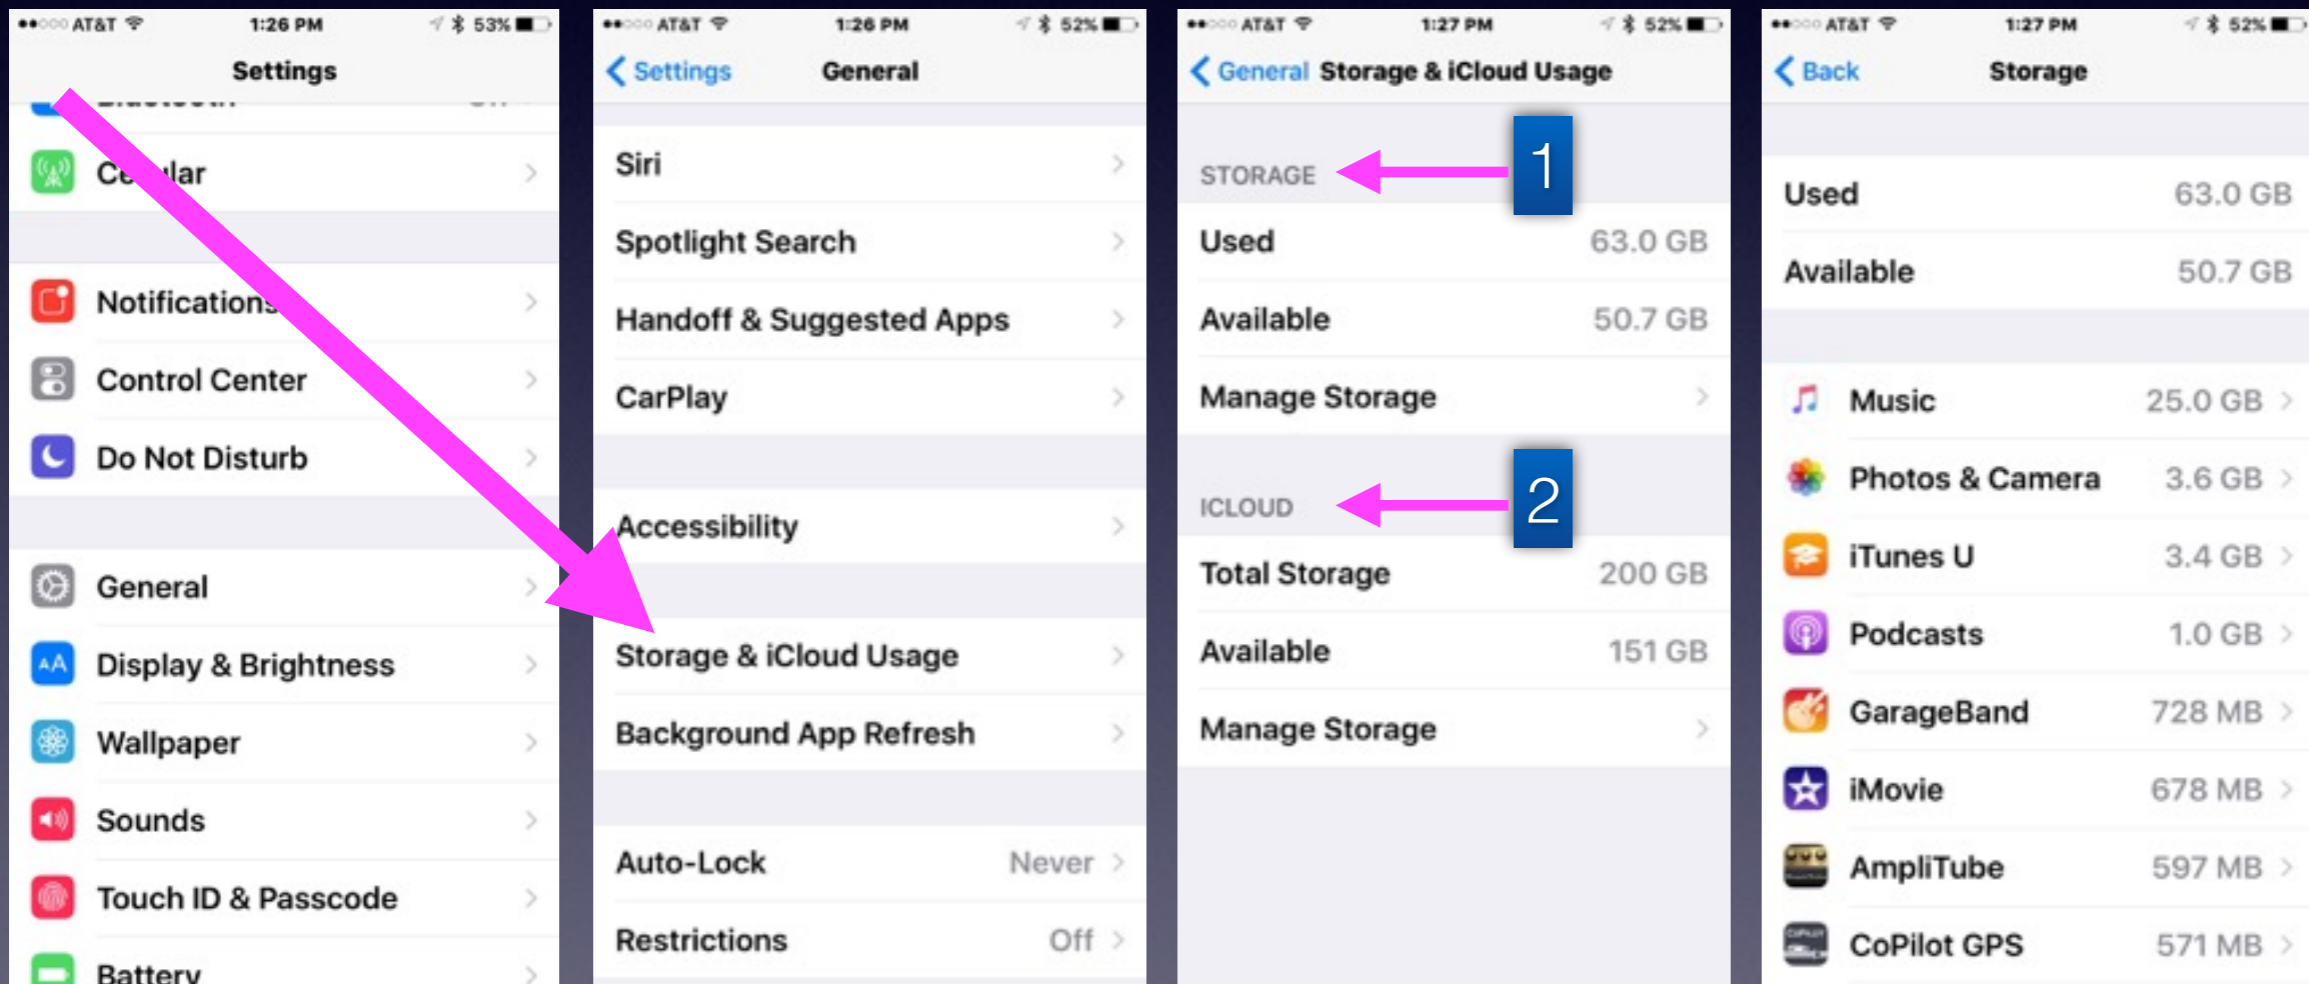 AT&T 1:26 PM 53%
Settings
Cellular
Notifications
Control Center
Do Not Disturb
General
AA Display & Brightness
Wallpaper
Sounds
Touch ID & Passcode
Battery
AT&T 1:26 PM 52%
Settings General
Siri
Spotlight Search
Handoff & Suggested Apps
CarPlay
Accessibility
Storage & iCloud Usage
Background App Refresh
Auto-Lock Never
Restrictions Off
AT&T 1:27 PM 52%
General Storage & iCloud Usage
STORAGE 1
Used 63.0 GB
Available 50.7 GB
Manage Storage
ICLOUD 2
Total Storage 200 GB
Available 151 GB
Manage Storage
AT&T 1:27 PM 52%
Back Storage
Used 63.0 GB
Available 50.7 GB
Music 25.0 GB
Photos & Camera 3.6 GB
iTunes U 3.4 GB
Podcasts 1.0 GB
GarageBand 728 MB
iMovie 678 MB
AmpliTube 597 MB
CoPilot GPS 571 MB